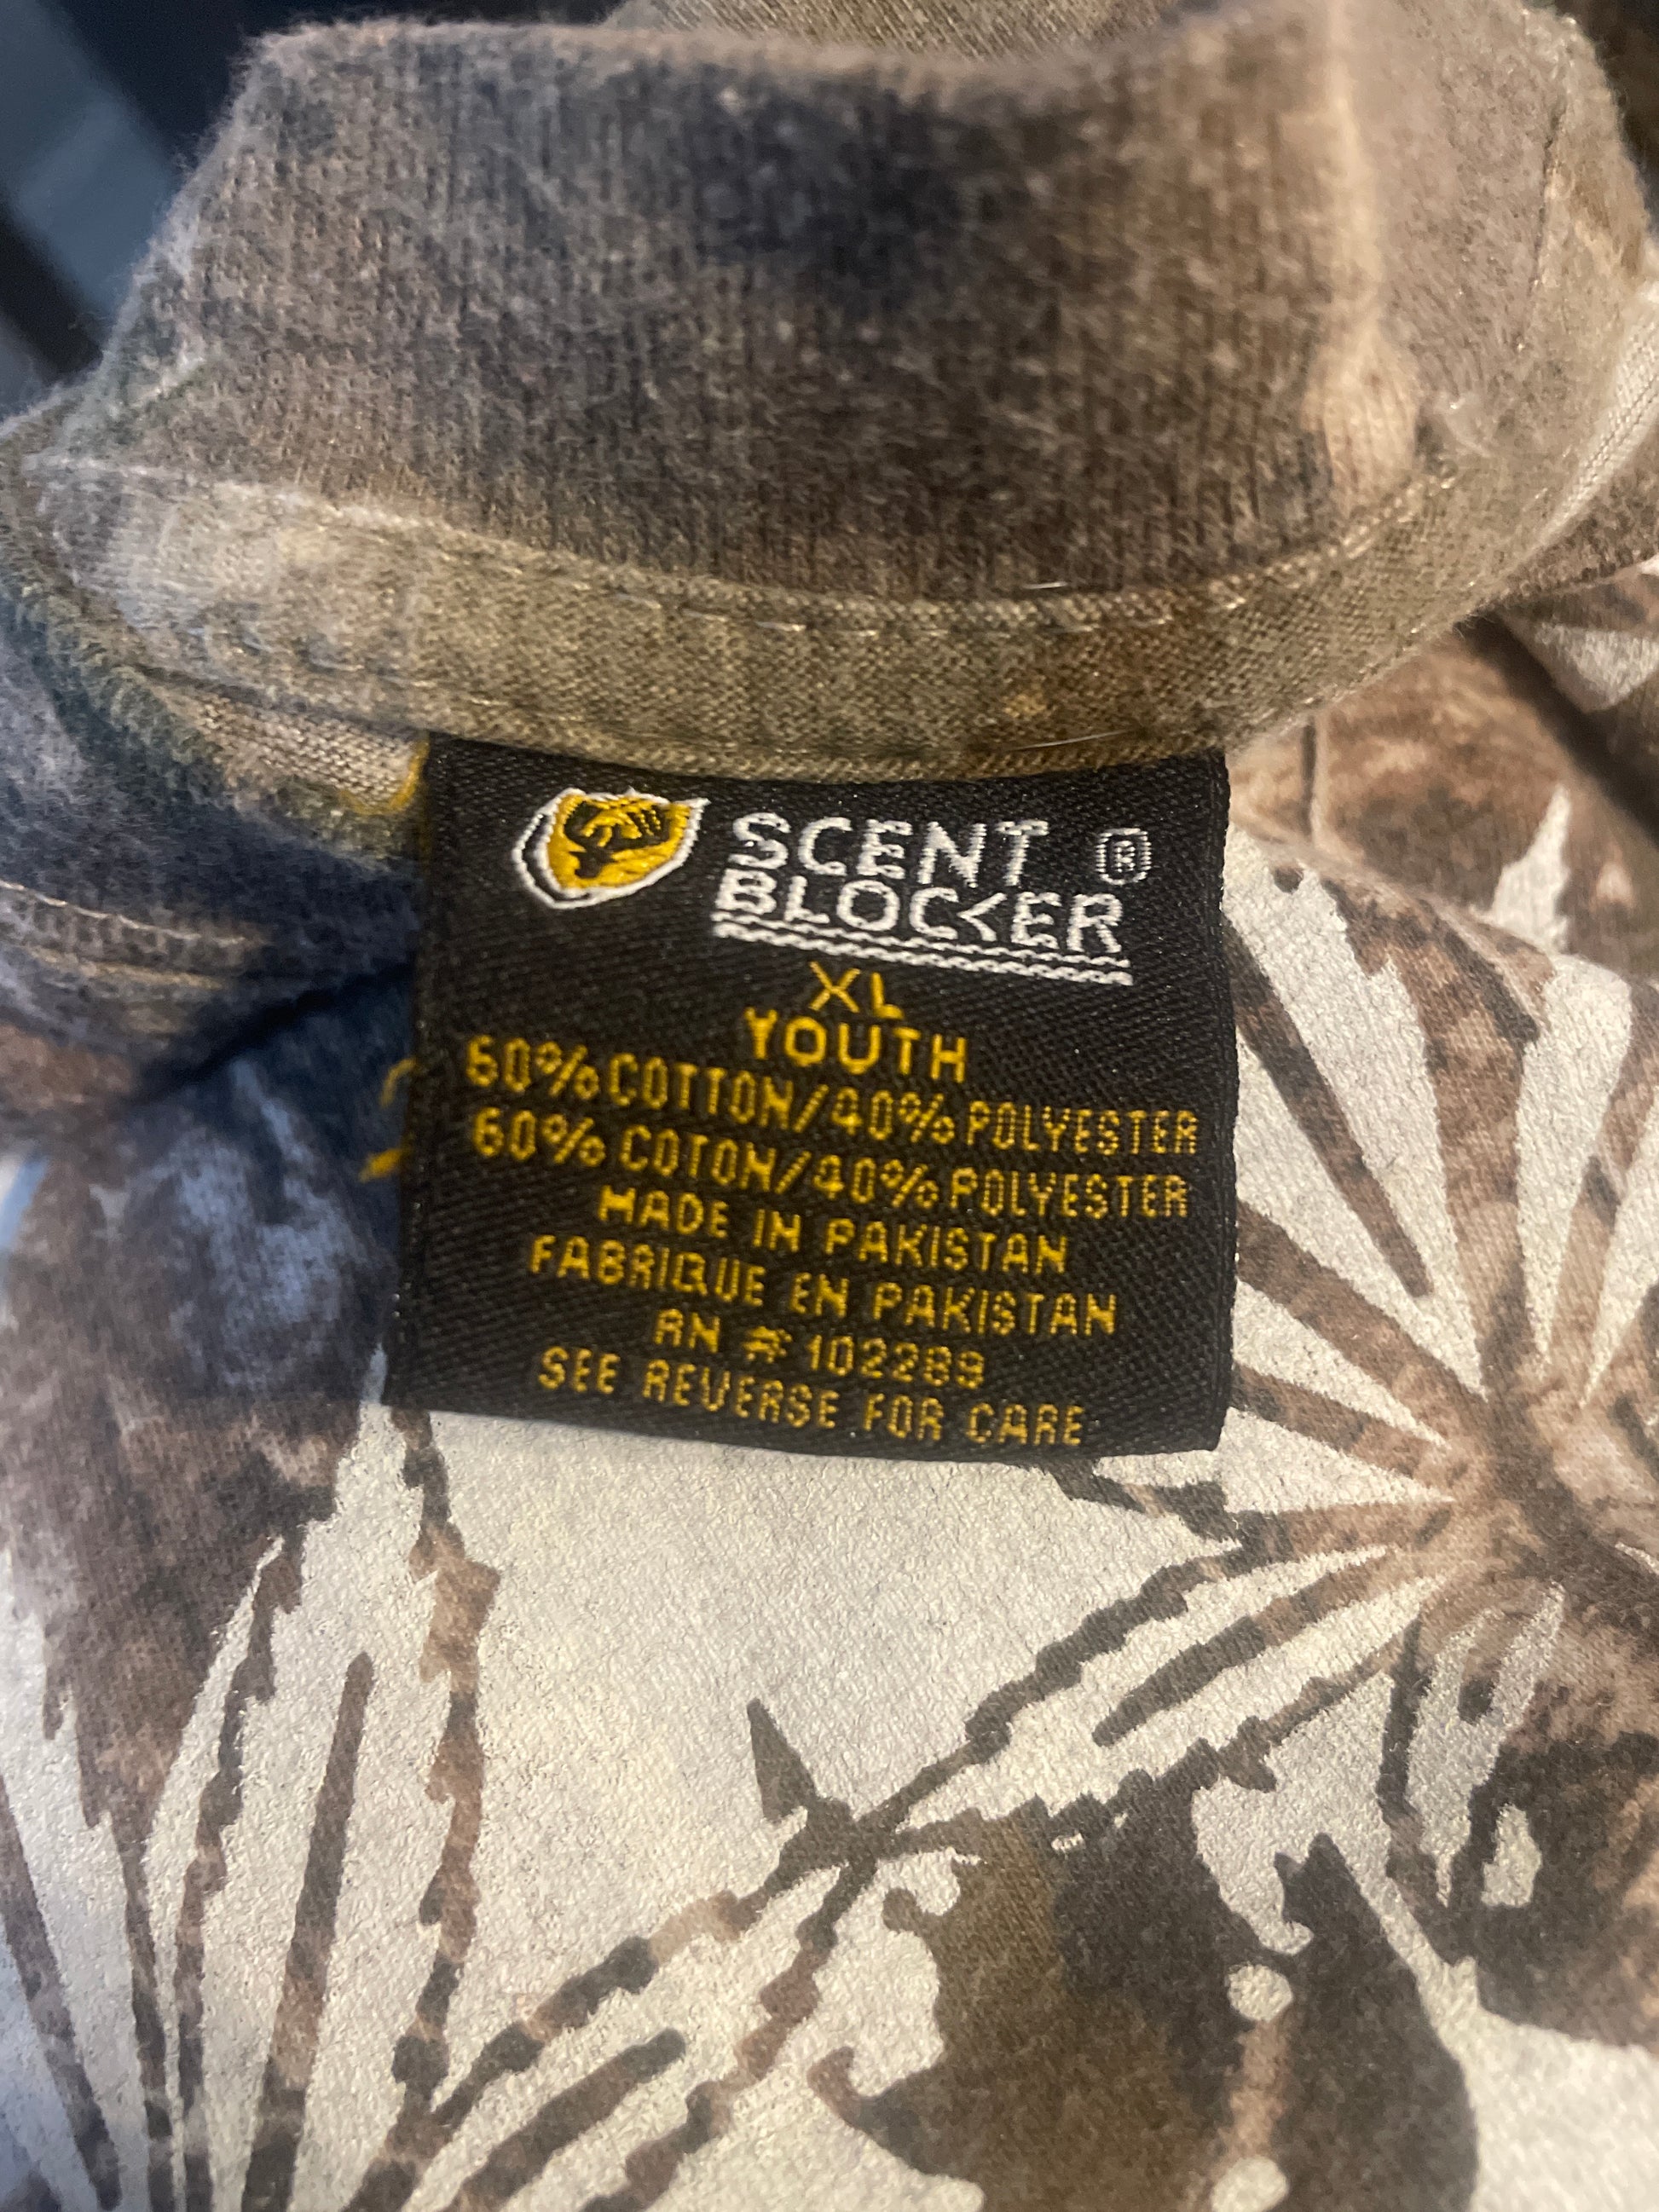 SCENT ®
BLOCKER
XL
YOUTH
60% COTTON/40% POLYESTER
60% COTON/40% POLYESTER
MADE IN PAKISTAN
FABRIQUE EN PAKISTAN
RN # 102289
SEE REVERSE FOR CARE